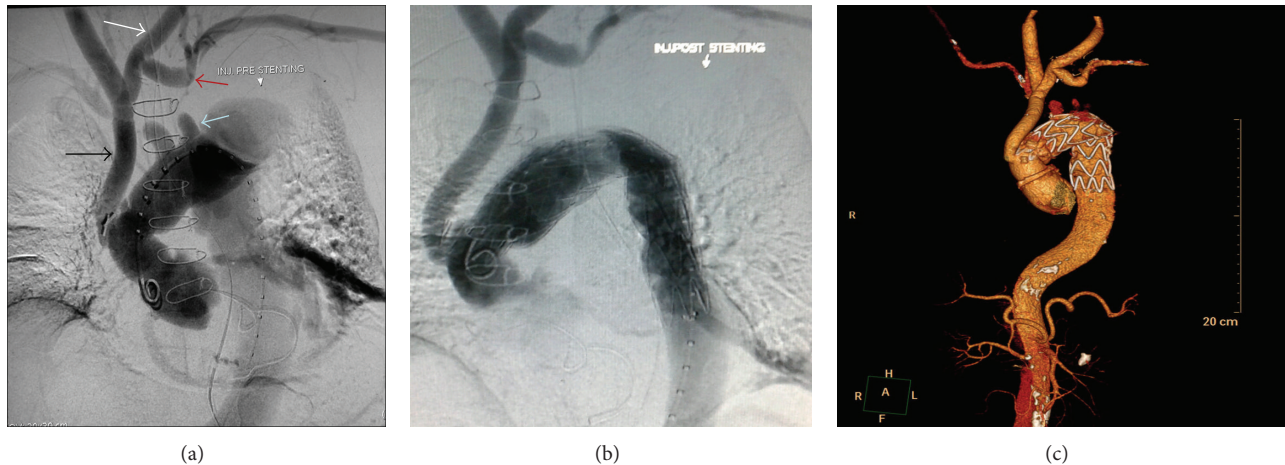 INJ. PRE STENTING
INJ.POST STENTING
R
20 cm
H
R
A
L
F
(a)
(b)
(c)